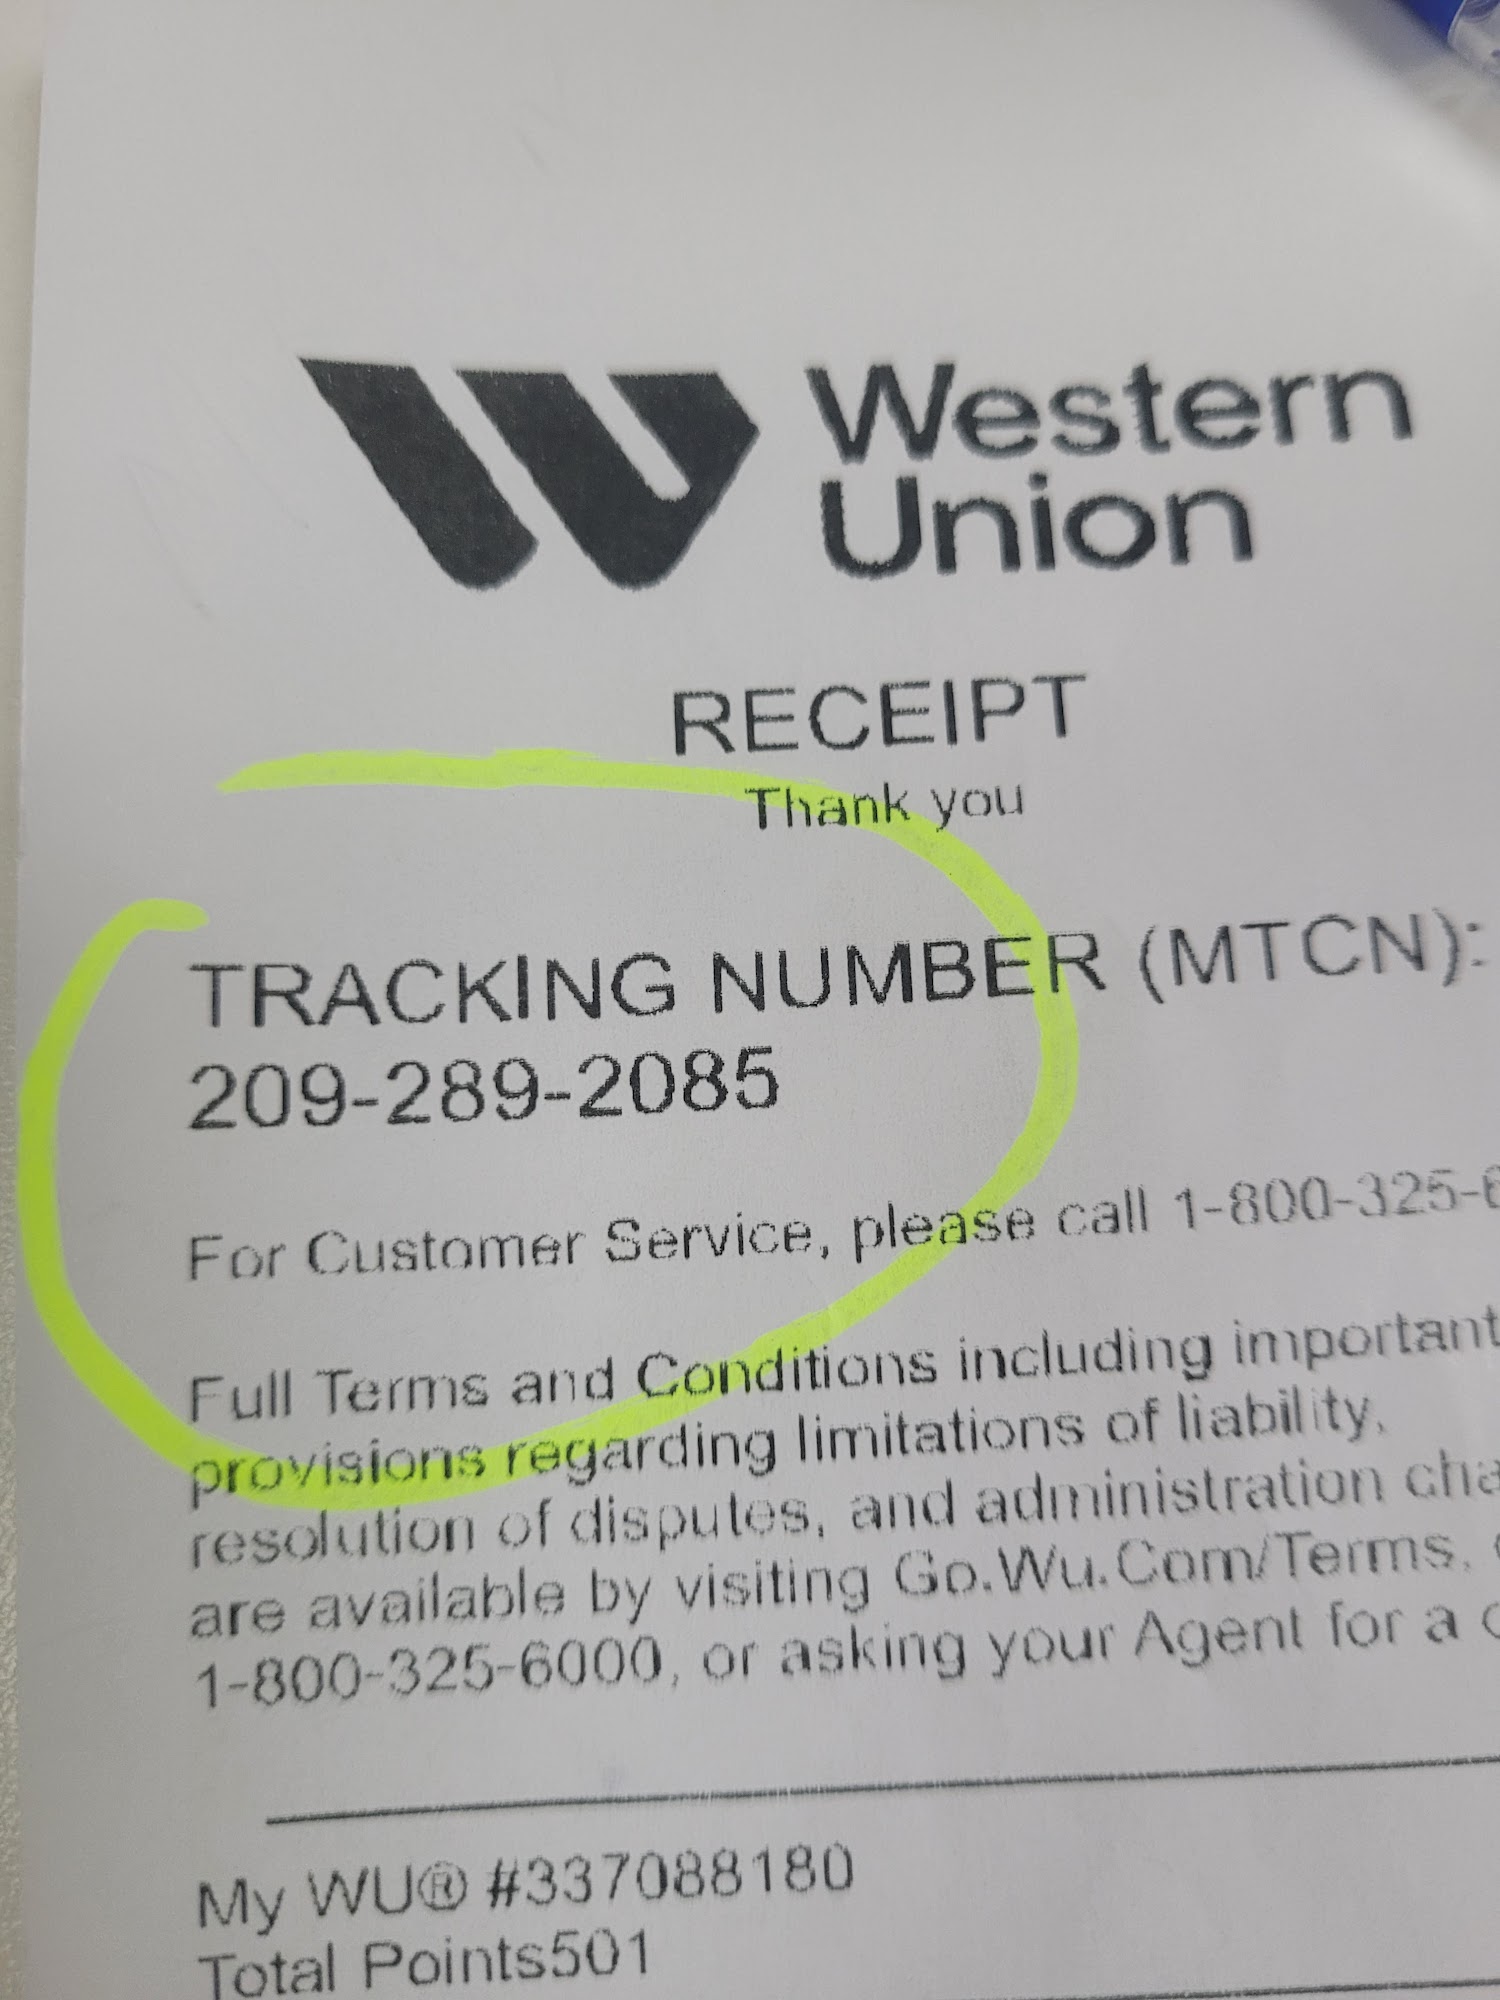 Western
Union
RECEIPT
Thank you
TRACKING NUMBER (MTCN):
209-289-2085
For Customer Service, please call 1-800-325-6
Full Terms and Conditions including important
provisions regarding limitations of liability,
resolution of disputes, and administration cha
are available by visiting Go.Wu.Com/Terms,
1-800-325-6000, or asking your Agent for a
My WU® #337088180
Total Points501